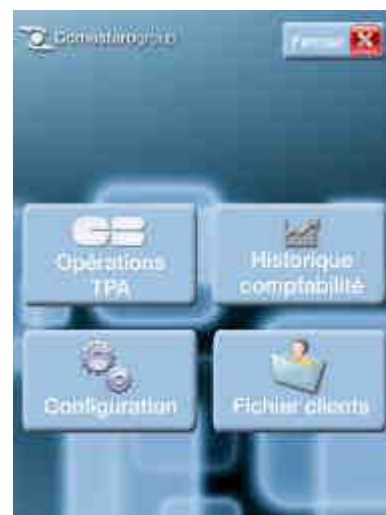 Fermer
Opérations
TPA
Historique
comptabilité
Configuration
Fichier clients